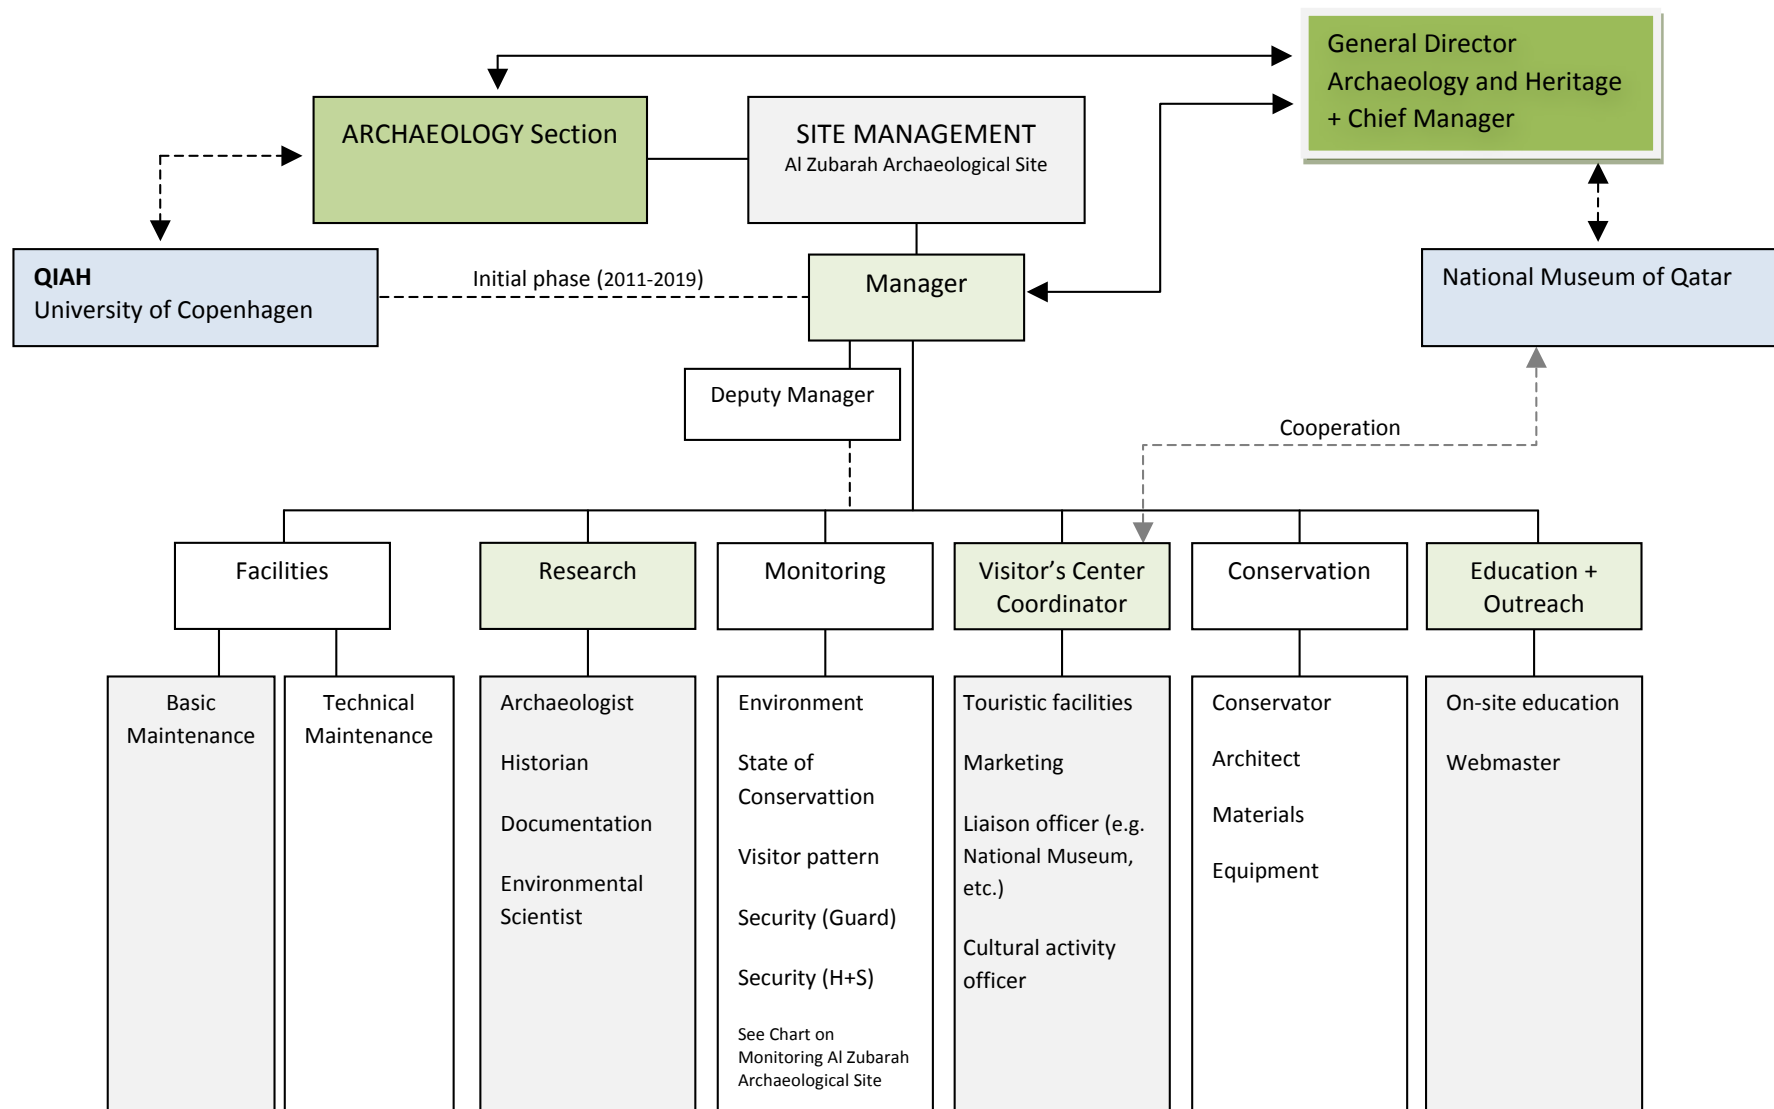 General Director
Archaeology and Heritage
+ Chief Manager
ARCHAEOLOGY Section
SITE MANAGEMENT
Al Zubarah Archaeological Site
QIAH
University of Copenhagen
Initial phase (2011-2019)
Manager
National Museum of Qatar
Deputy Manager
Cooperation
Facilities
Research
Monitoring
Visitor’s Center
Coordinator
Conservation
Education +
Outreach
Basic
Maintenance
Technical
Maintenance
Archaeologist
Historian
Documentation
Environmental
Scientist
Environment
State of
Conservattion
Visitor pattern
Security (Guard)
Security (H+S)
See Chart on
Monitoring Al Zubarah
Archaeological Site
Touristic facilities
Marketing
Liaison officer (e.g.
National Museum,
etc.)
Cultural activity
officer
Conservator
Architect
Materials
Equipment
On-site education
Webmaster